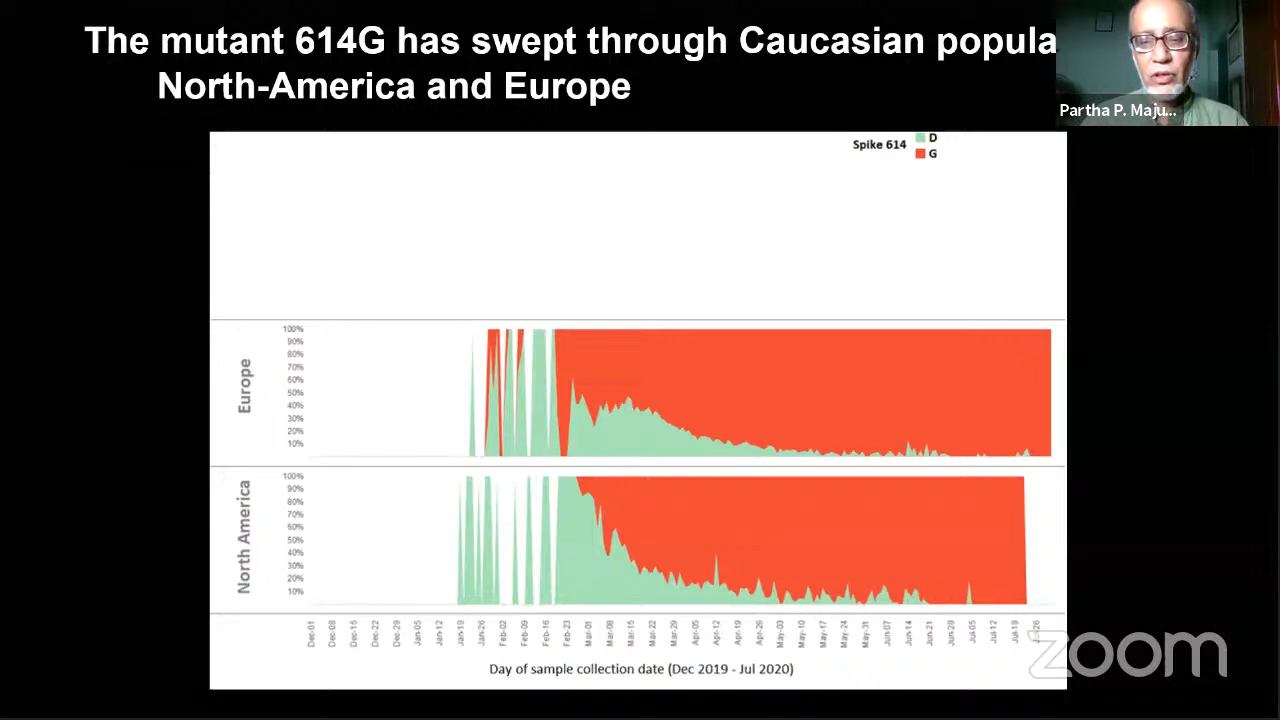 The mutant 614G has swept through Caucasian popula
North-America and Europe
Partha P. Maju...
Spike 614
D
G
Europe
100%
90%
80%
70%
60%
50%
40%
30%
20%
10%
North America
100%
90%
80%
70%
60%
50%
40%
30%
20%
10%
Dec-01
Dec-08
Dec-15
Dec-22
Dec-29
Jan-05
Jan-12
Jan-19
Jan-26
Feb-02
Feb-09
Feb-16
Feb-23
Mar-01
Mar-08
Mar-15
Mar-22
Mar-29
Apr-05
Apr-12
Apr-19
Apr-26
May-03
May-10
May-17
May-24
May-31
Jun-07
Jun-14
Jun-21
Jun-28
Jul-05
Jul-12
Jul-19
Jul-26
Day of sample collection date (Dec 2019 - Jul 2020)
zoom